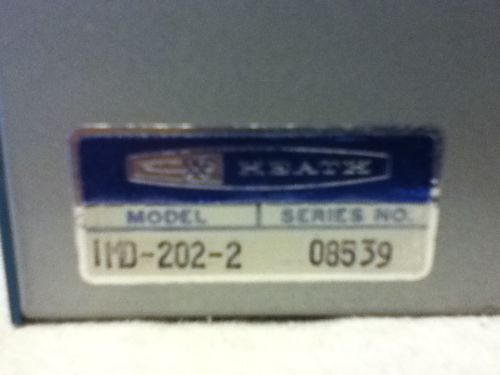 HEATH
MODEL SERIES NO.
IMD-202-2 08539